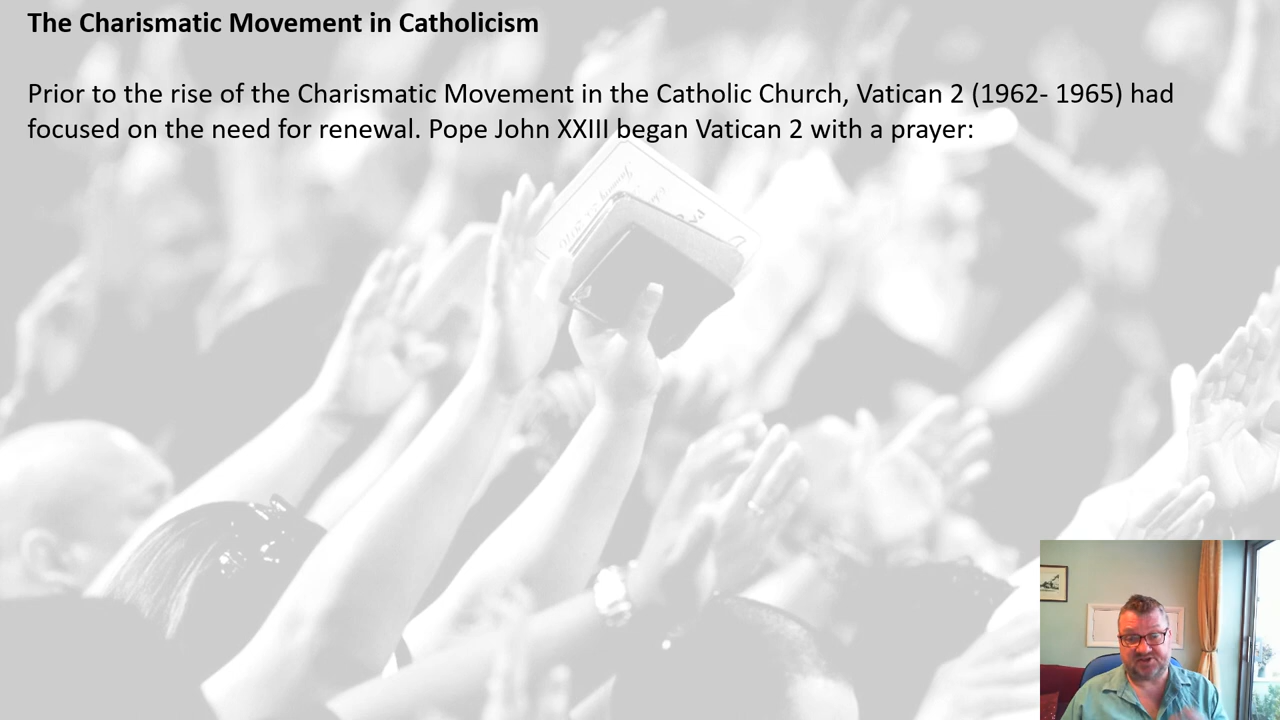 The Charismatic Movement in Catholicism
Prior to the rise of the Charismatic Movement in the Catholic Church, Vatican 2 (1962- 1965) had
focused on the need for renewal. Pope John XXIII began Vatican 2 with a prayer: